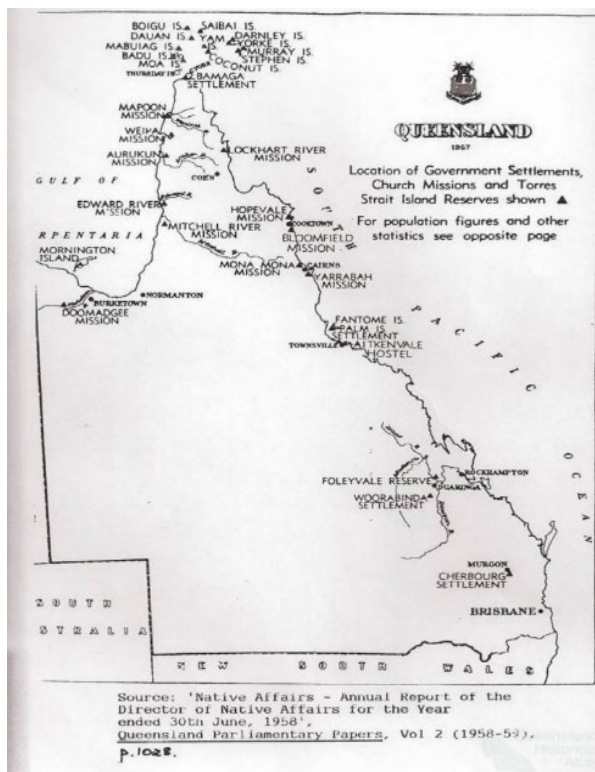 BOIGU IS.
SAIBAI IS.
DAUAN IS.
YAM IS.
DARNLEY IS.
YORKE IS.
MABUIAG IS.
MURRAY IS.
BADU IS.
STEPHEN IS.
MOA IS.
COCONUT IS.
THURSDAY IS.
BAMAGA
SETTLEMENT
MAPOON
MISSION
WEIPA
MISSION
AURUKUN
MISSION
LOCKHART RIVER
MISSION
COEN
QUEENSLAND
1957
Location of Government Settlements,
Church Missions and Torres
Strait Island Reserves shown ▲
For population figures and other
statistics see opposite page
GULF OF
RPENTARIA
EDWARD RIVER
MISSION
MITCHELL RIVER
MISSION
HOPEVALE
MISSION
COOKTOWN
BLOOMFIELD
MISSION
MORNINGTON
ISLAND
MONA MONA
MISSION
CAIRNS
YARRABAH
MISSION
NORMANTON
BURKETOWN
DOOMADGEE
MISSION
FANTOME IS.
PALM IS.
SETTLEMENT
TOWNSVILLE
AITKENVALE
HOSTEL
SOUTH
PACIFIC
OCEAN
ROCKHAMPTON
FOLEYVALE RESERVE
DUARINGA
WOORABINDA
SETTLEMENT
MURGON
CHERBOURG
SETTLEMENT
BRISBANE
SOUTH
STRALIA
NEW SOUTH WALES
Source: 'Native Affairs - Annual Report of the
Director of Native Affairs for the Year
ended 30th June, 1958',
Queensland Parliamentary Papers, Vol 2 (1958-59),
p.1028.